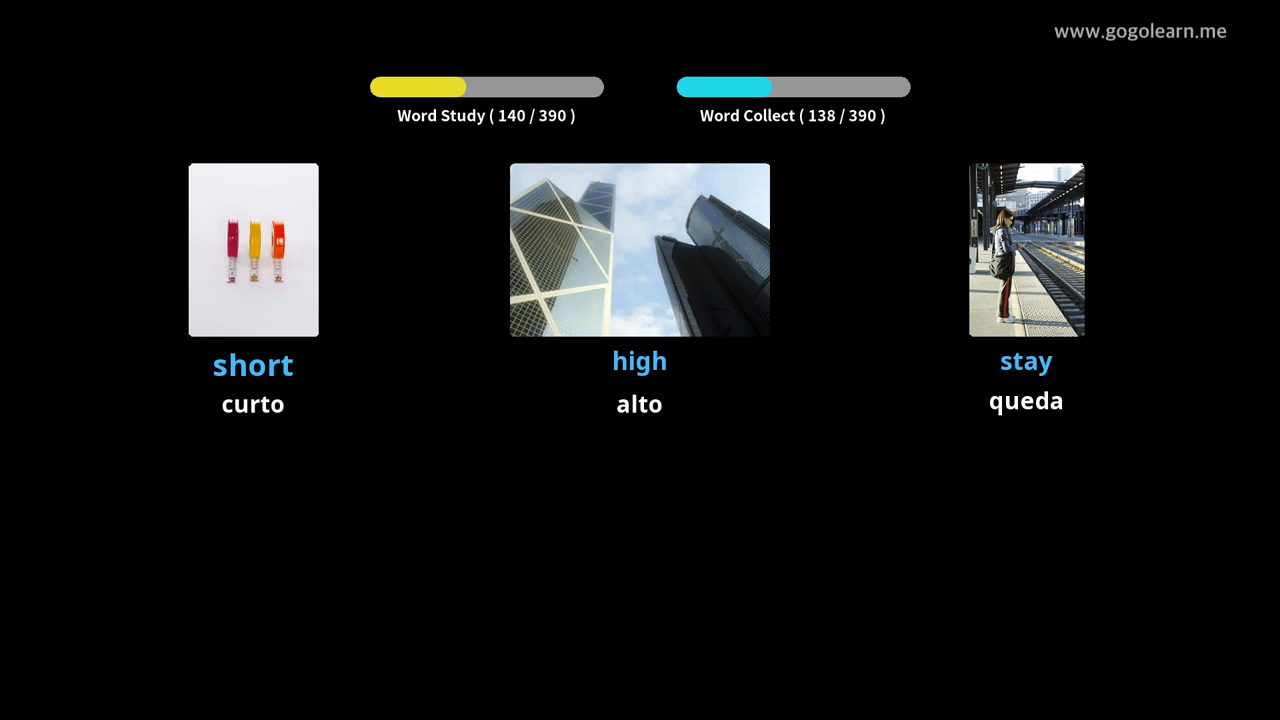 www.gogolearn.me
Word Study ( 140 / 390 )
Word Collect ( 138 / 390 )
short
high
stay
curto
alto
queda